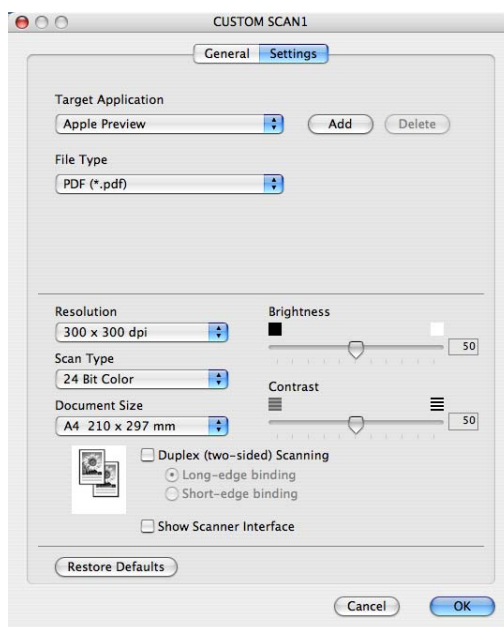 CUSTOM SCAN1
General Settings
Target Application
Apple Preview Add Delete
File Type
PDF (*.pdf)
Resolution
300 x 300 dpi
Scan Type
24 Bit Color
Document Size
A4 210 x 297 mm
Brightness
50
Contrast
50
Duplex (two-sided) Scanning
Long-edge binding
Short-edge binding
Show Scanner Interface
Restore Defaults
Cancel OK